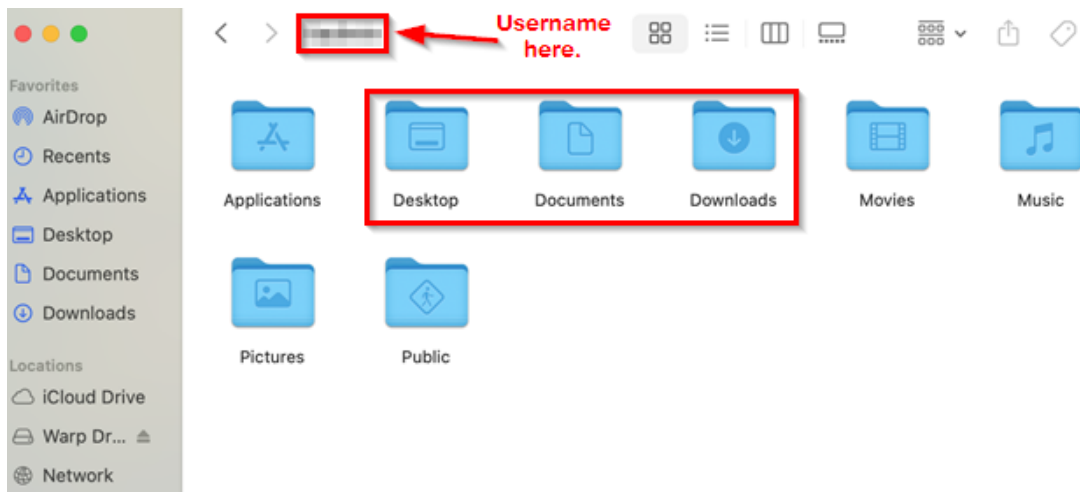 Username
here.
Favorites
AirDrop
Recents
Applications
Desktop
Documents
Downloads
Locations
iCloud Drive
Warp Dr...
Network
Applications Desktop Documents Downloads Movies Music
Pictures Public